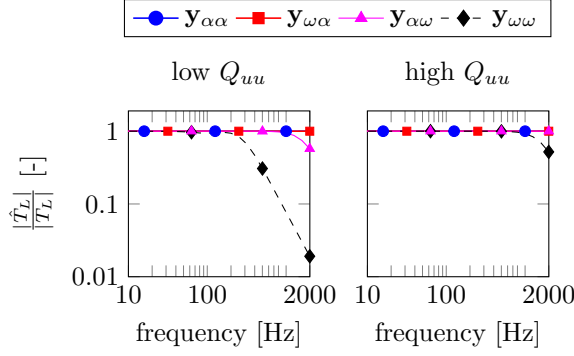 y_αα y_ωα y_αω y_ωω
low Q_uu high Q_uu
|T̂_L| / |T_L| [-]
1 1
0.1
0.01
10 100 2000 10 100 2000
frequency [Hz] frequency [Hz]